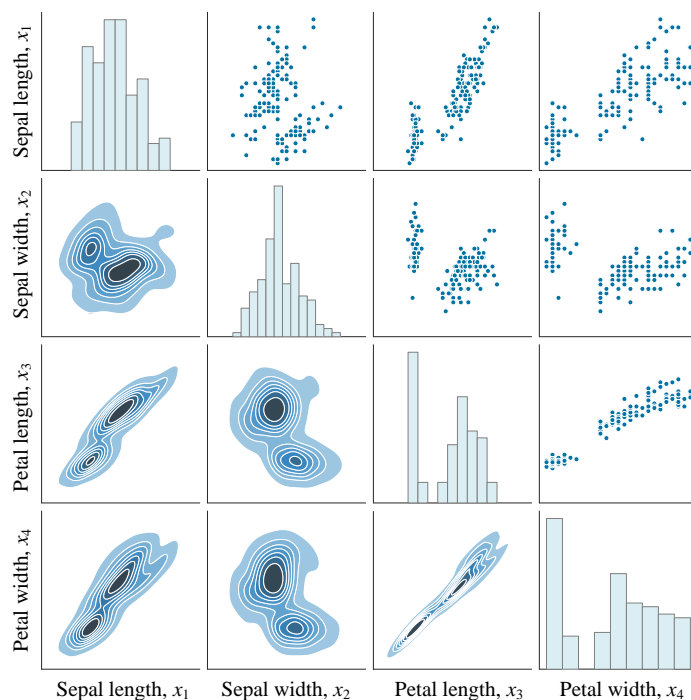 Sepal length, x₁
Sepal width, x₂
Petal length, x₃
Petal width, x₄
Sepal length, x₁
Sepal width, x₂
Petal length, x₃
Petal width, x₄